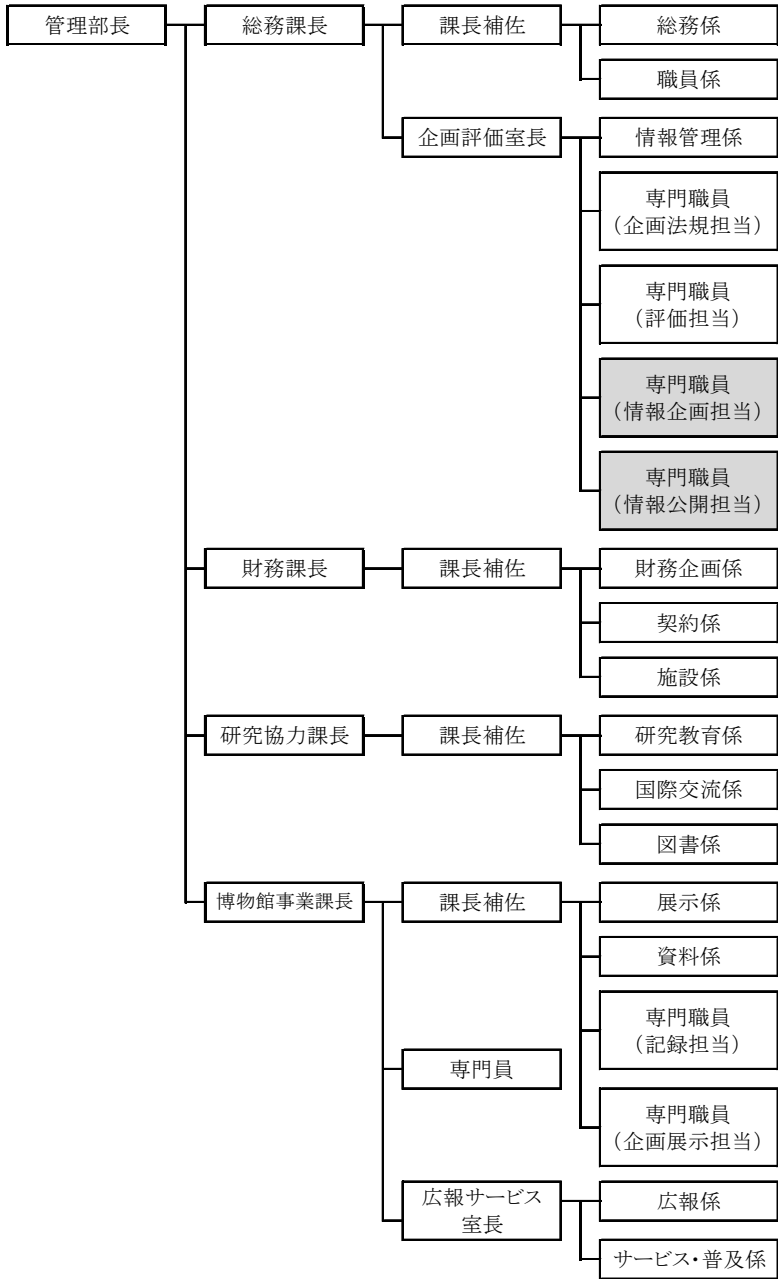 管理部長
総務課長
課長補佐
総務係
職員係
企画評価室長
情報管理係
専門職員
（企画法規担当）
専門職員
（評価担当）
専門職員
（情報企画担当）
専門職員
（情報公開担当）
財務課長
課長補佐
財務企画係
契約係
施設係
研究協力課長
課長補佐
研究教育係
国際交流係
図書係
博物館事業課長
課長補佐
展示係
資料係
専門職員
（記録担当）
専門職員
（企画展示担当）
専門員
広報サービス
室長
広報係
サービス・普及係